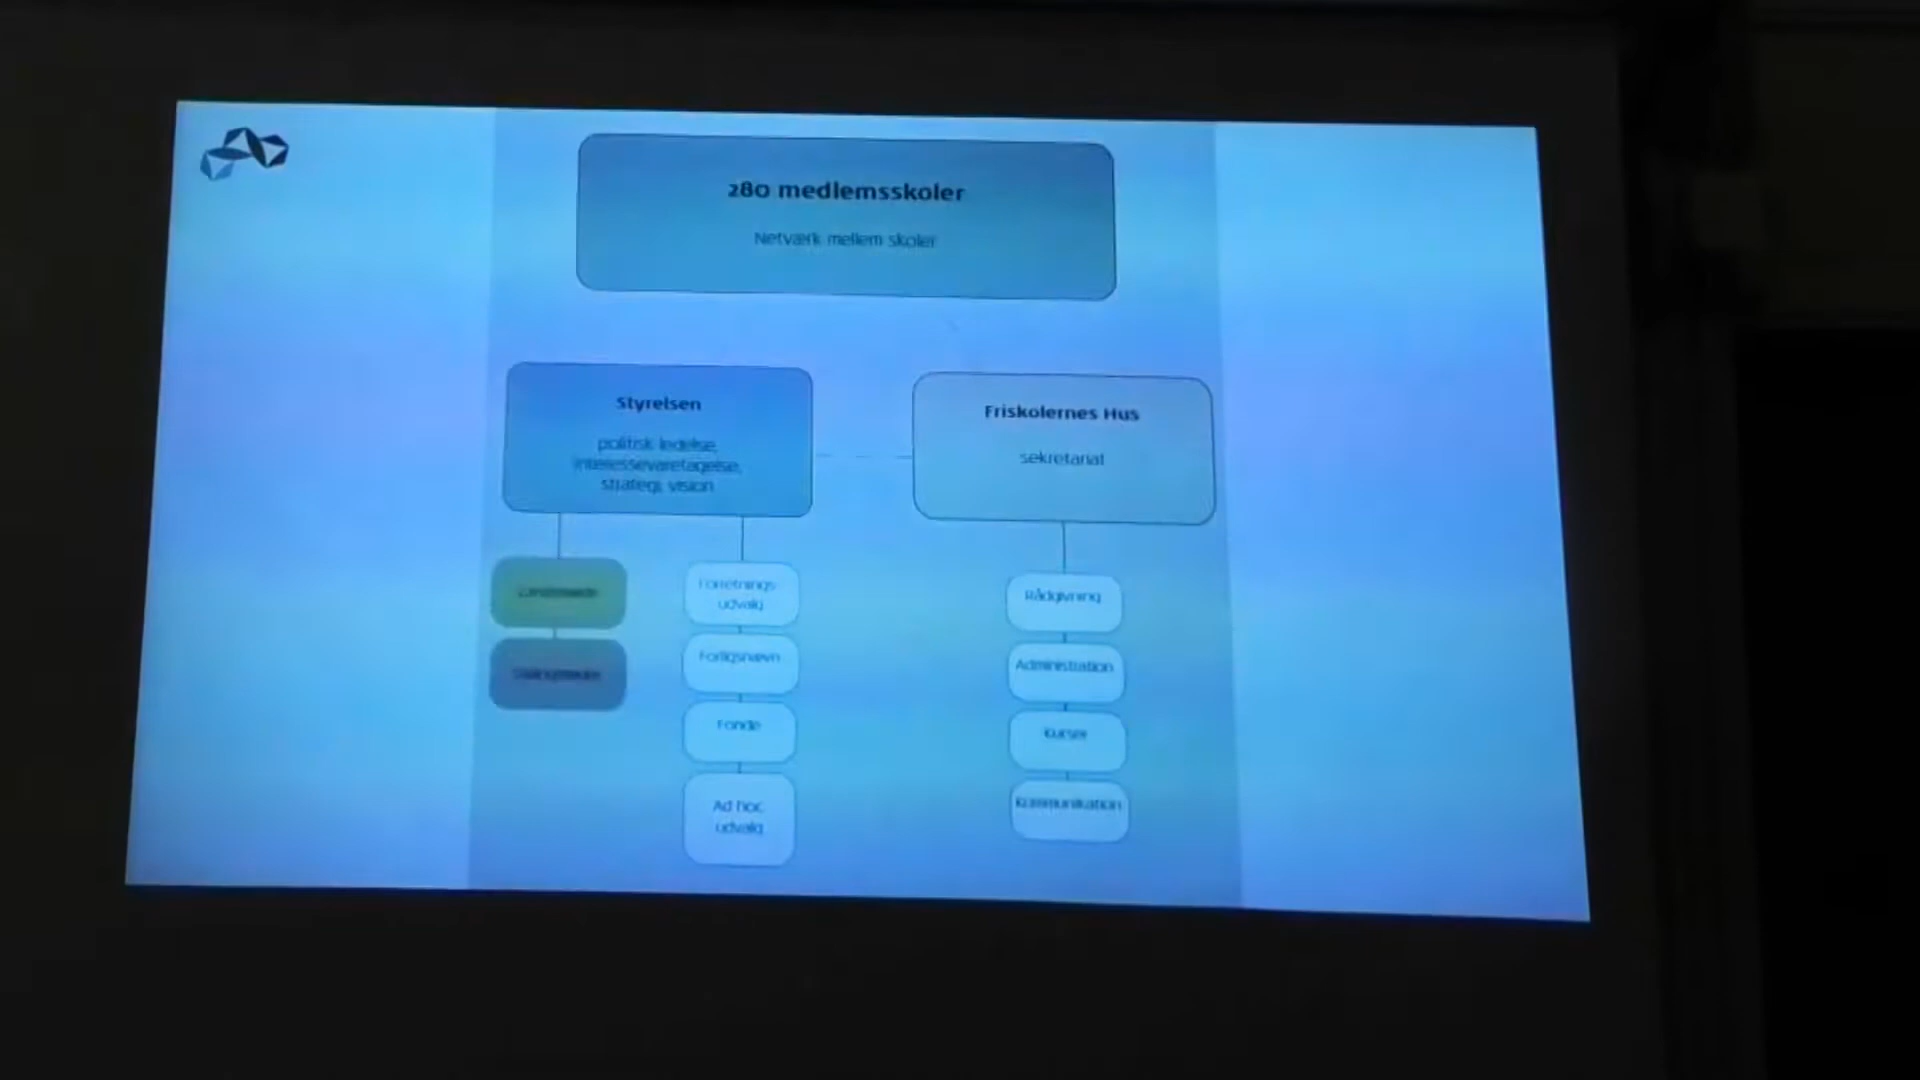 280 medlemsskoler
Netværk mellem skoler
Styrelsen
politisk ledelse,
interessevaretagelse,
strategi, vision
Friskolernes Hus
sekretariat
Forretnings-
udvalg
Forligsnævn
Fonde
Ad hoc
udvalg
Rådgivning
Administration
Kurser
Kommunikation